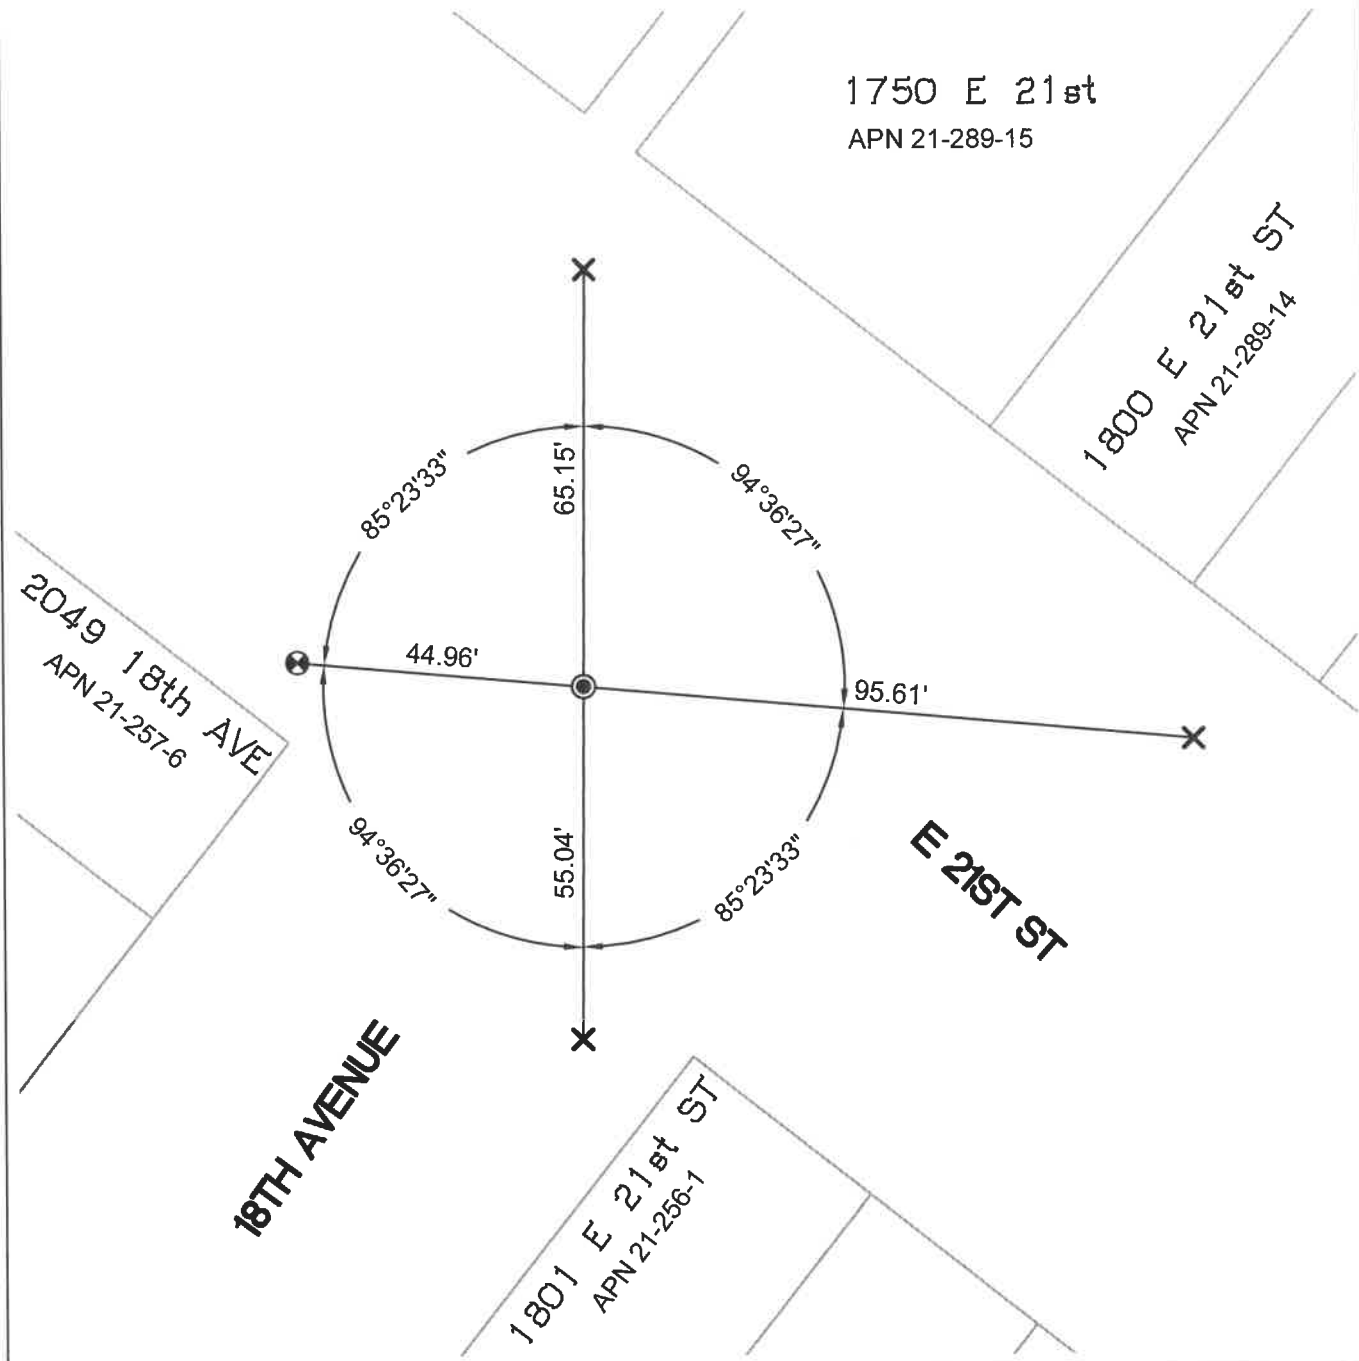 1750 E 21st
APN 21-289-15
1800 E 21st ST
APN 21-289-14
65.15'
85°23'33"
94°36'27"
2049 18th AVE
APN 21-257-6
44.96'
95.61'
94°36'27"
55.04'
85°23'33"
E 21ST ST
18TH AVENUE
1801 E 21st ST
APN 21-256-1